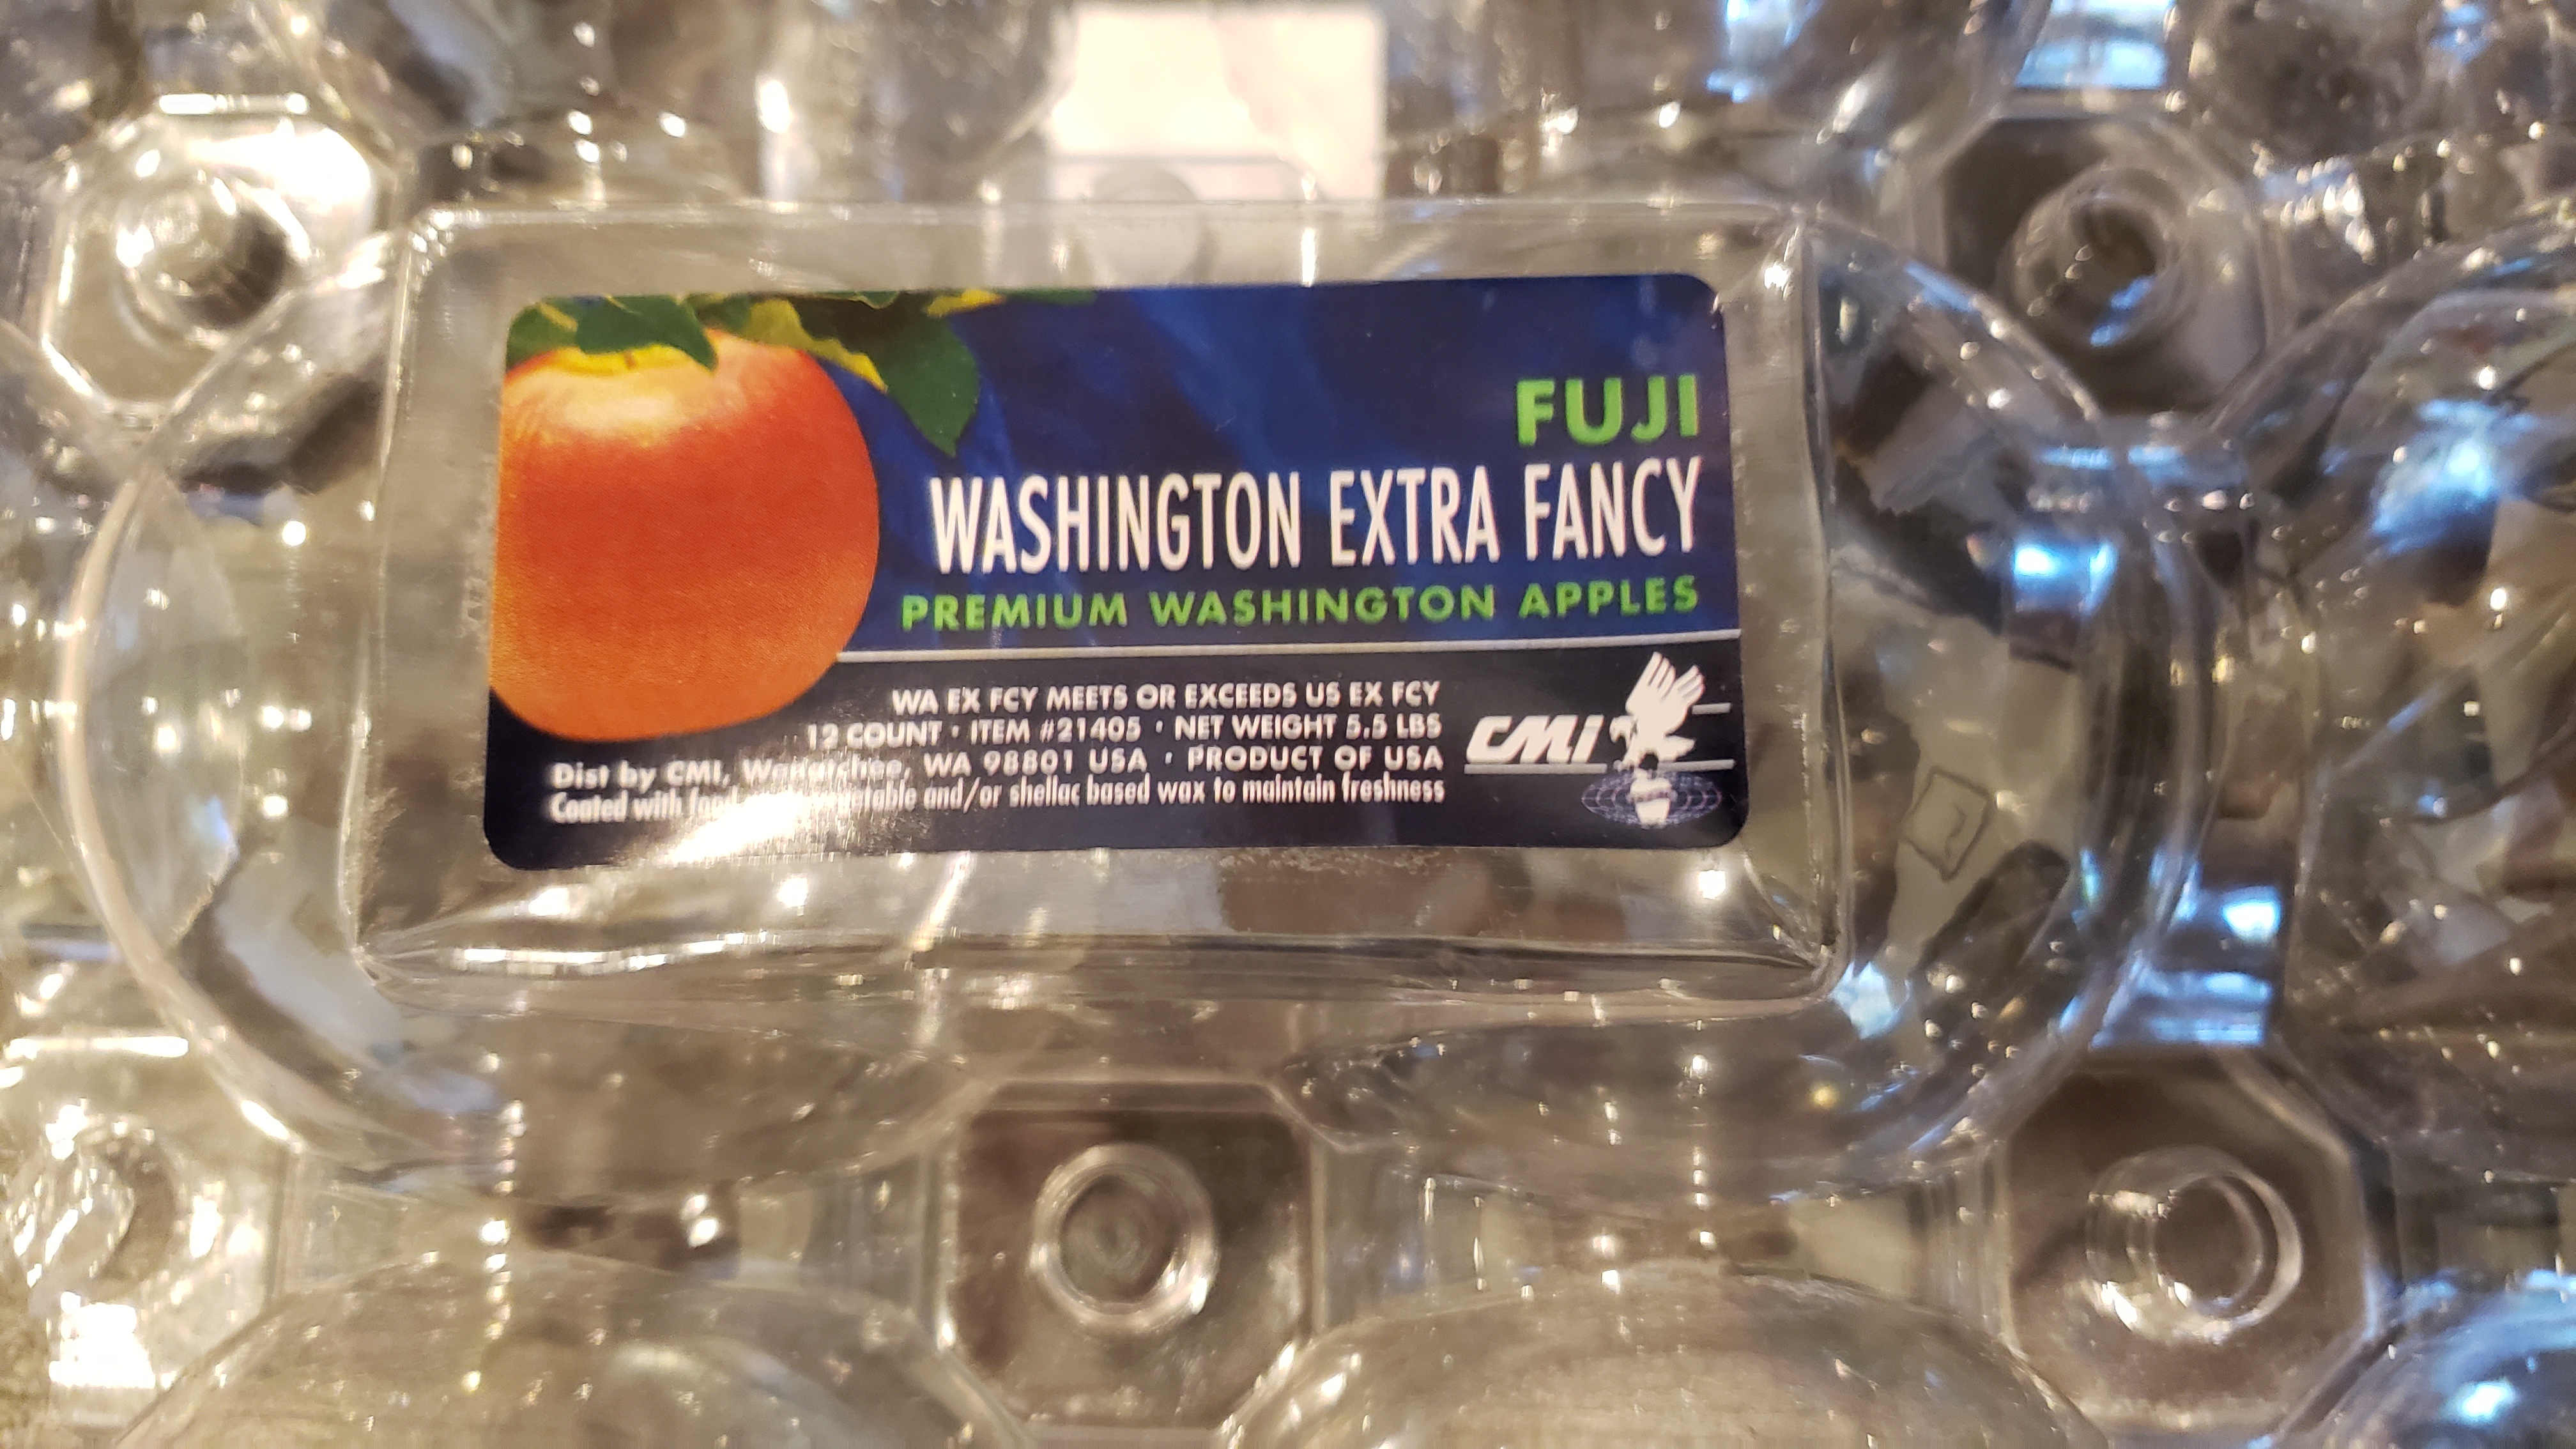 FUJI
WASHINGTON EXTRA FANCY
PREMIUM WASHINGTON APPLES
WA EX FCY MEETS OR EXCEEDS US EX FCY
12 COUNT • ITEM #21405 • NET WEIGHT 5.5 LBS
Dist by CMI, Wenatchee, WA 98801 USA • PRODUCT OF USA
Coated with and/or shellac based wax to maintain freshness
CMI